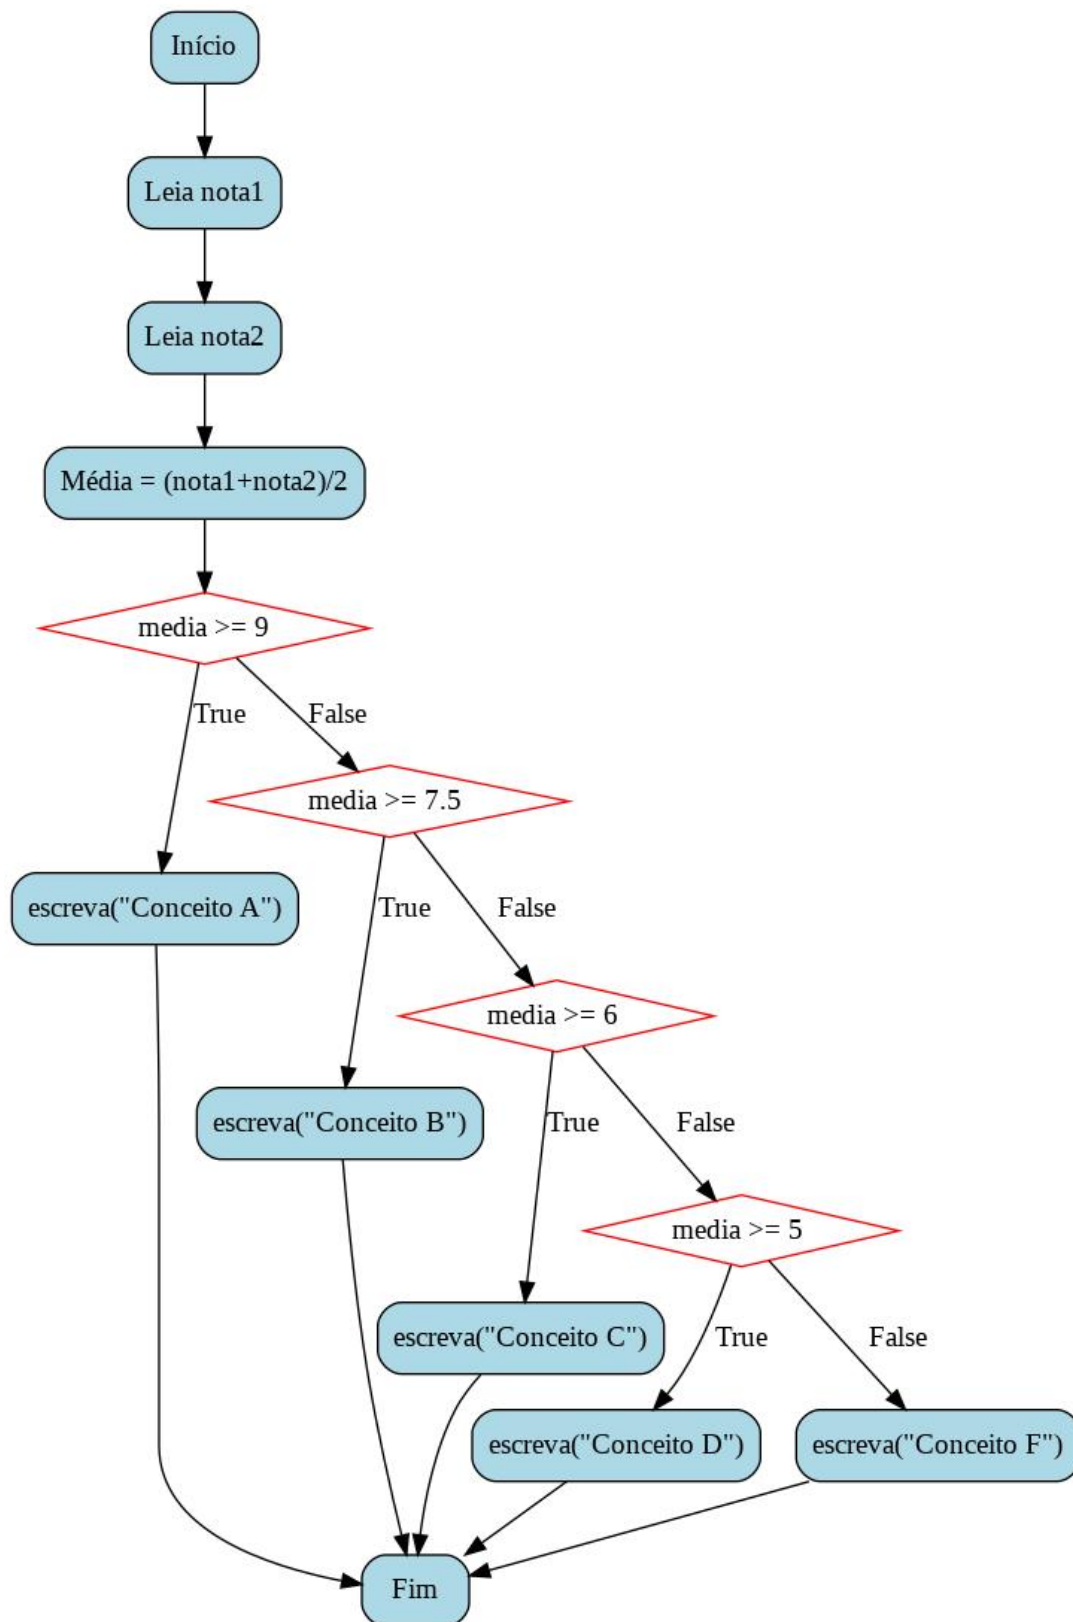 Início
Leia nota1
Leia nota2
Média = (nota1+nota2)/2
media >= 9
True
False
media >= 7.5
escreva("Conceito A")
True
False
media >= 6
escreva("Conceito B")
True
False
media >= 5
escreva("Conceito C")
True
False
escreva("Conceito D")
escreva("Conceito F")
Fim